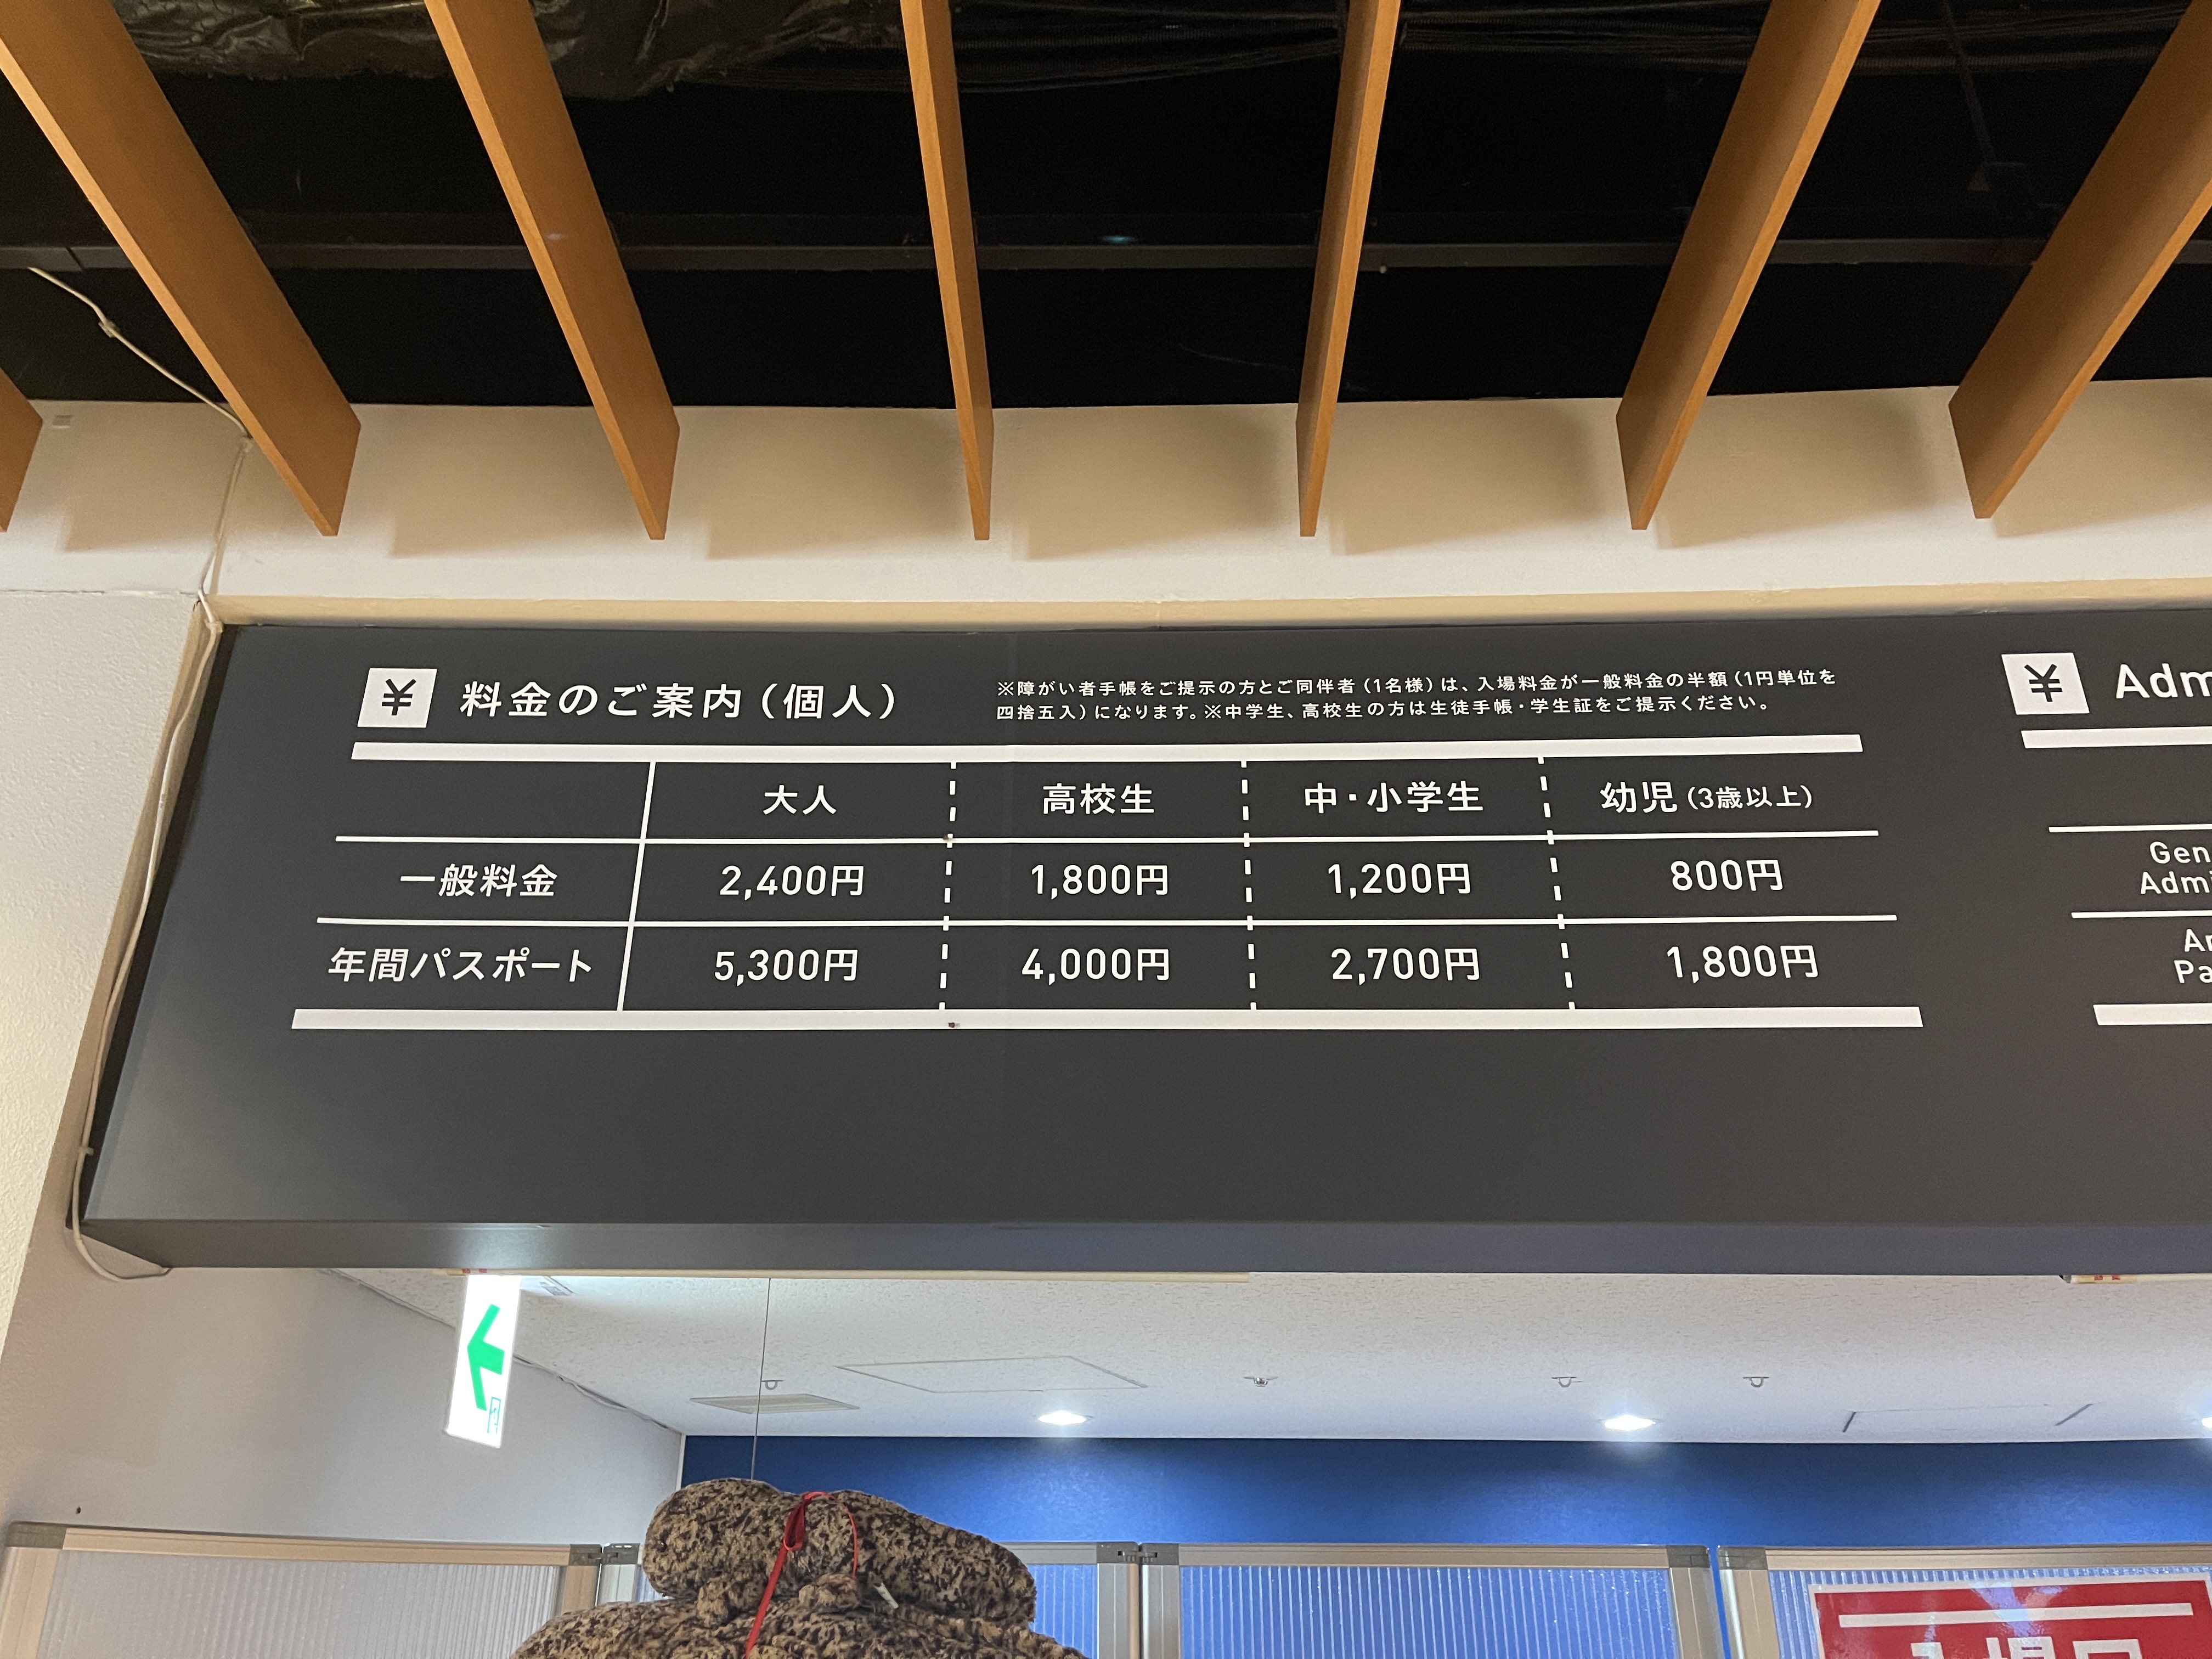 ¥ 料金のご案内（個人）
※障がい者手帳をご提示の方とご同伴者（1名様）は、入場料金が一般料金の半額（1円単位を
四捨五入）になります。※中学生、高校生の方は生徒手帳・学生証をご提示ください。
大人 高校生 中・小学生 幼児（3歳以上）
一般料金 2,400円 1,800円 1,200円 800円
年間パスポート 5,300円 4,000円 2,700円 1,800円
¥ Adm
Gen
Admi
Pa